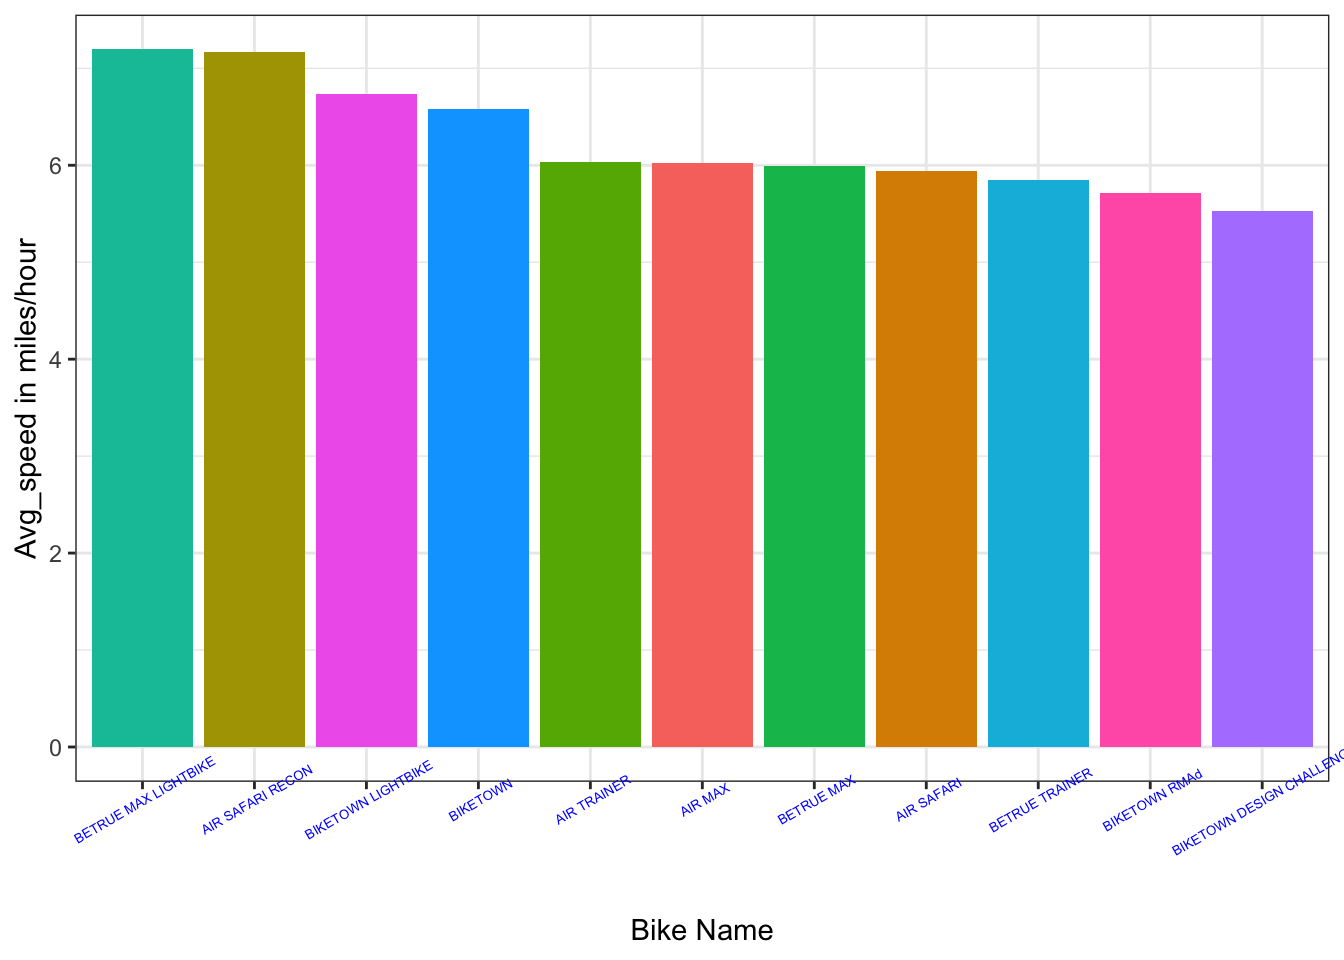 Avg_speed in miles/hour
6
4
2
0
BETRUE MAX LIGHTBIKE
AIR SAFARI RECON
BIKETOWN LIGHTBIKE
BIKETOWN
AIR TRAINER
AIR MAX
BETRUE MAX
AIR SAFARI
BETRUE TRAINER
BIKETOWN RMAd
BIKETOWN DESIGN CHALLENG
Bike Name